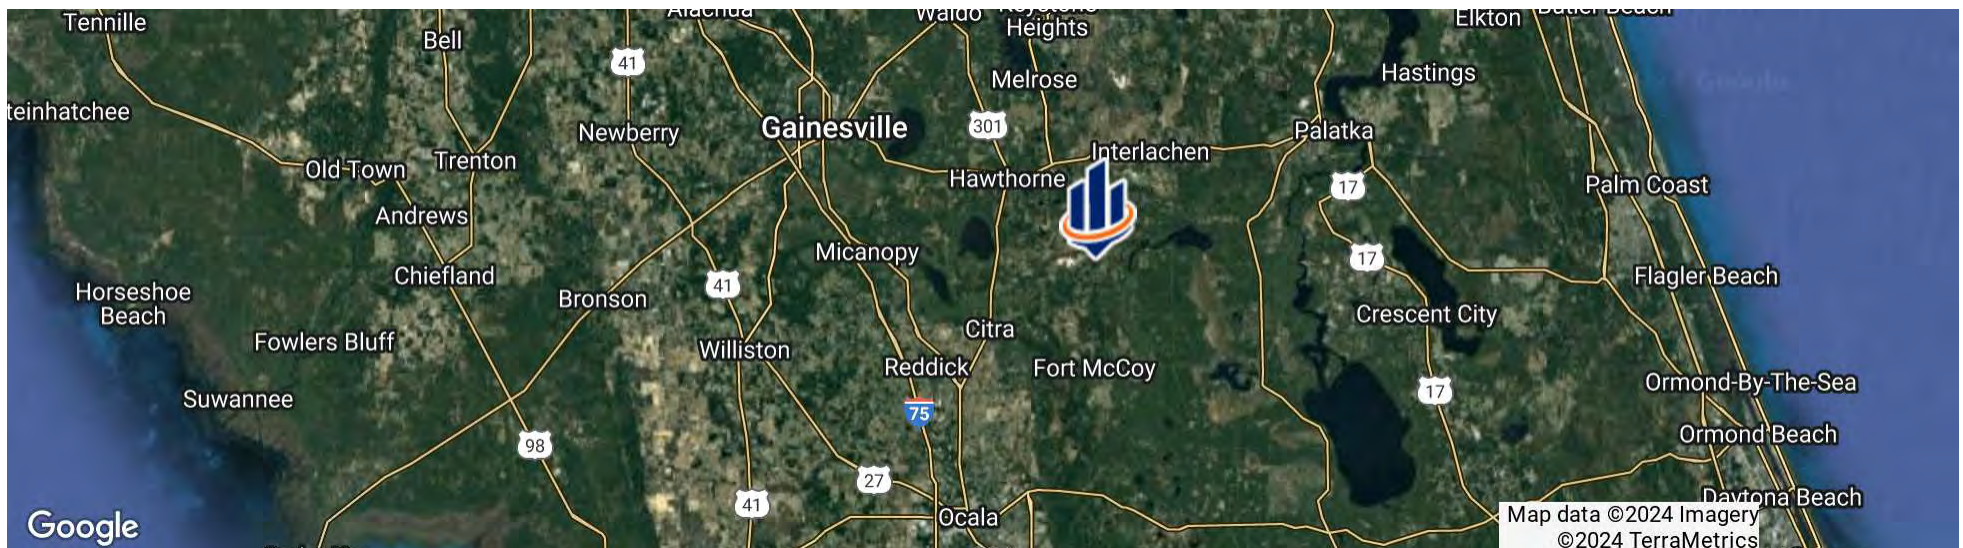 Tennille
Alachua
Waldo
Keystone
Heights
Elkton
Butler Beach
Bell
41
Melrose
Hastings
teinhatchee
Newberry
Gainesville
301
Interlachen
Palatka
Old Town
Trenton
Hawthorne
17
Palm Coast
Andrews
Micanopy
17
Chiefland
41
Flagler Beach
Horseshoe
Beach
Bronson
Crescent City
Citra
Fowlers Bluff
Williston
Reddick
Fort McCoy
Suwannee
75
17
Ormond-By-The-Sea
98
Ormond Beach
27
41
Daytona Beach
Google
Ocala
Map data ©2024 Imagery
©2024 TerraMetrics